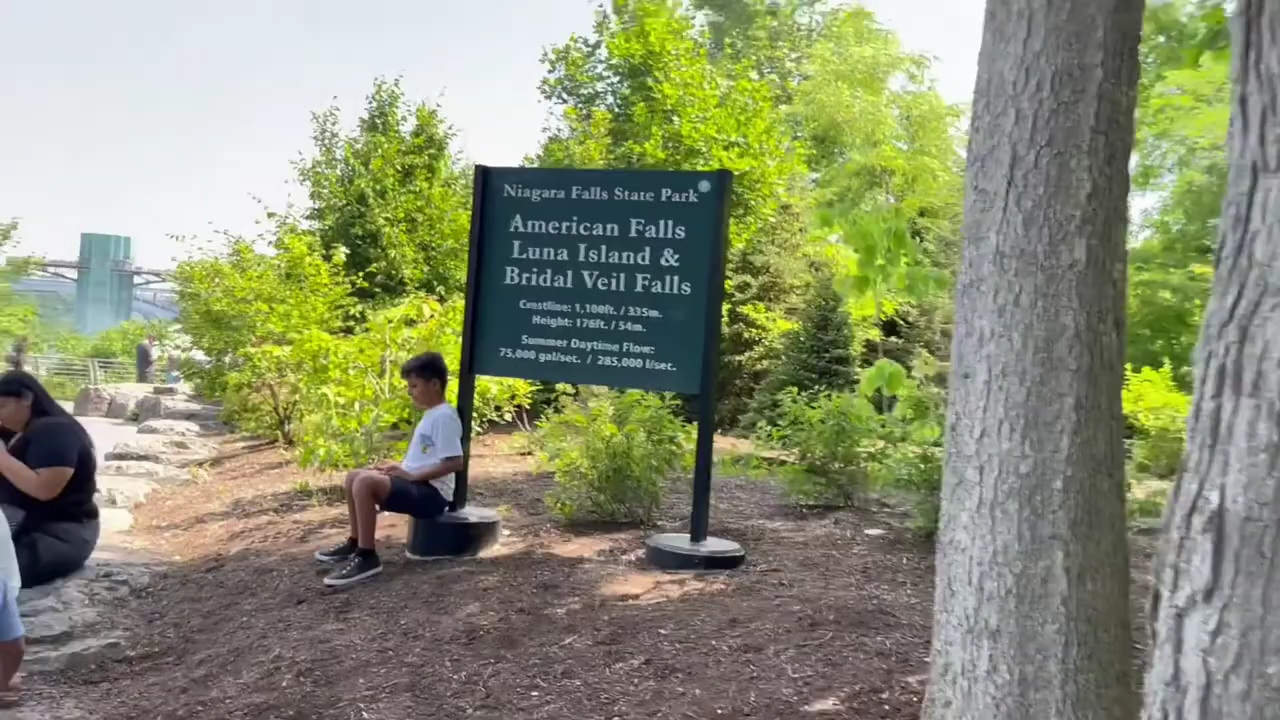 Niagara Falls State Park
American Falls
Luna Island &
Bridal Veil Falls
Crestline: 1,100ft. / 335m.
Height: 176ft. / 54m.
Summer Daytime Flow:
75,000 gal/sec. / 285,000 l/sec.